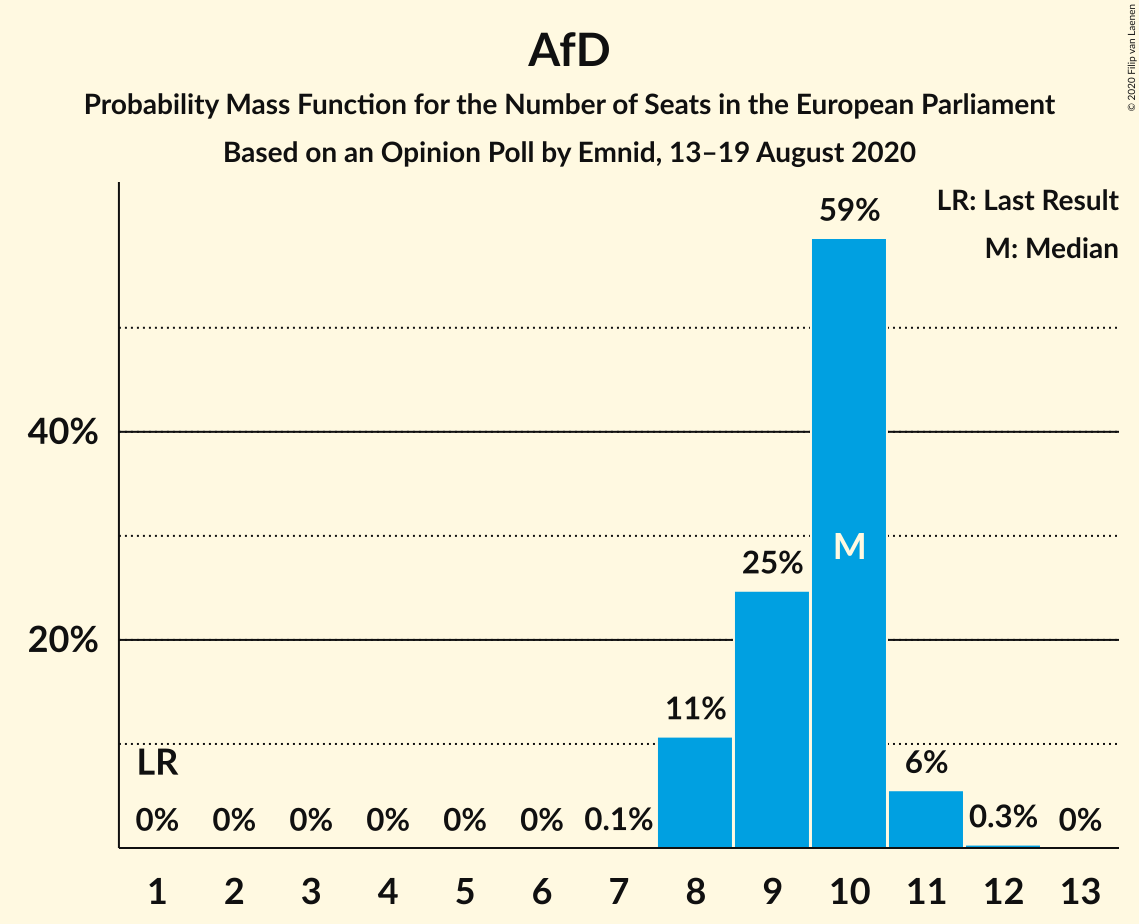 AfD
Probability Mass Function for the Number of Seats in the European Parliament
Based on an Opinion Poll by Emnid, 13–19 August 2020
© 2020 Filip van Laenen
LR: Last Result
M: Median
59%
40%
M
25%
20%
11%
LR
6%
0% 0% 0% 0% 0% 0% 0.1% 0.3% 0%
1 2 3 4 5 6 7 8 9 10 11 12 13